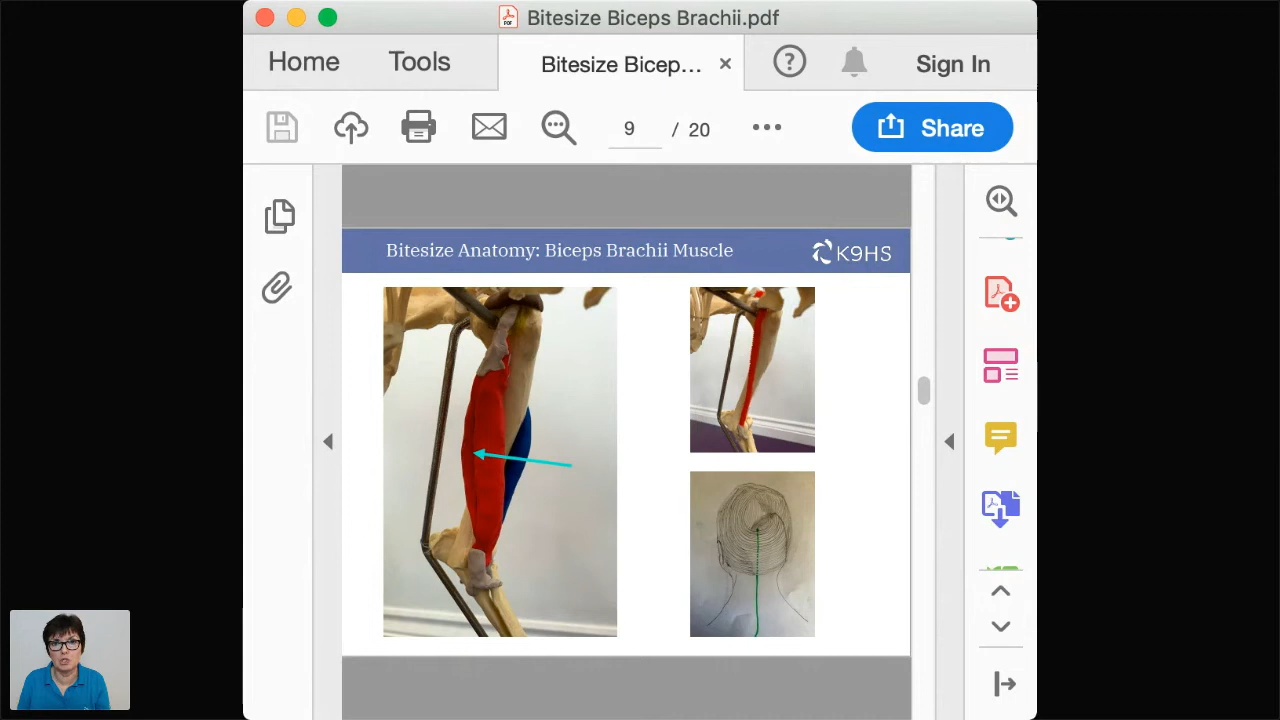 Bitesize Biceps Brachii.pdf
Home Tools Bitesize Bicep... × ? Sign In
9 / 20 ••• Share
Bitesize Anatomy: Biceps Brachii Muscle K9HS